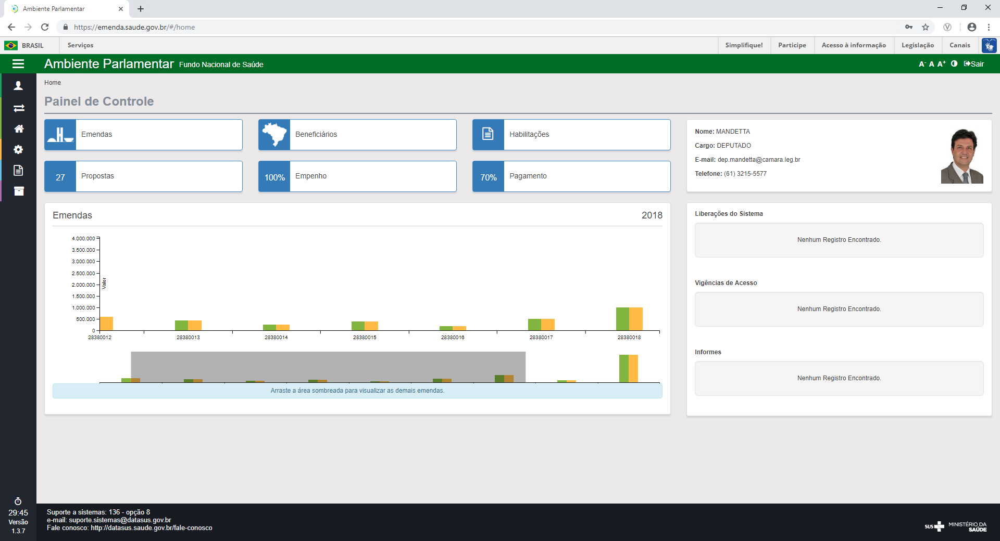 Ambiente Parlamentar
https://emenda.saude.gov.br/#/home
BRASIL
Serviços
Simplifique!
Participe
Acesso à informação
Legislação
Canais
Ambiente Parlamentar Fundo Nacional de Saúde
A- A A+ Sair
Home
Painel de Controle
Emendas
Beneficiários
Habilitações
27 Propostas
100% Empenho
70% Pagamento
Nome: MANDETTA
Cargo: DEPUTADO
E-mail: dep.mandetta@camara.leg.br
Telefone: (61) 3215-5577
Emendas 2018
4.000.000
3.500.000
3.000.000
2.500.000
2.000.000
1.500.000
1.000.000
500.000
0
Valor
28380012 28380013 28380014 28380015 28380016 28380017 28380018
Arraste a área sombreada para visualizar as demais emendas.
Liberações do Sistema
Nenhum Registro Encontrado.
Vigências de Acesso
Nenhum Registro Encontrado.
Informes
Nenhum Registro Encontrado.
29:45
Versão
1.3.7
Suporte a sistemas: 136 - opção 8
e-mail: suporte.sistemas@datasus.gov.br
Fale conosco: http://datasus.saude.gov.br/fale-conosco
SUS
MINISTÉRIO DA
SAÚDE